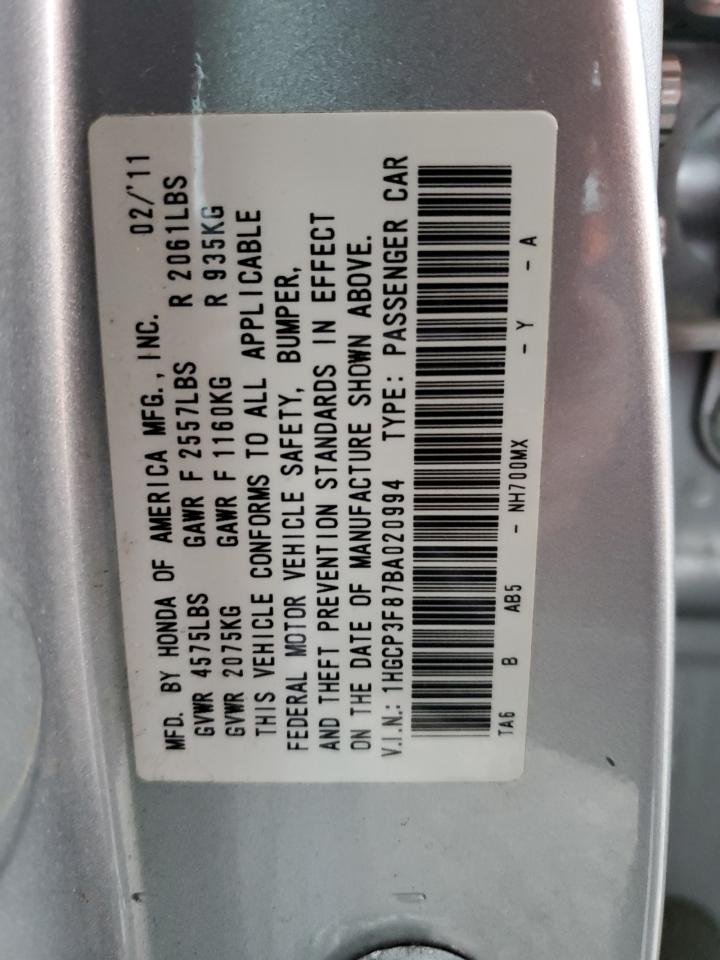 MFD. BY HONDA OF AMERICA MFG., INC. 02/'11
GVWR 4575LBS GAWR F 2557LBS R 2061LBS
GVWR 2075KG GAWR F 1160KG R 935KG
THIS VEHICLE CONFORMS TO ALL APPLICABLE
FEDERAL MOTOR VEHICLE SAFETY, BUMPER,
AND THEFT PREVENTION STANDARDS IN EFFECT
ON THE DATE OF MANUFACTURE SHOWN ABOVE.
V.I.N.: 1HGCP3F87BA020994 TYPE: PASSENGER CAR
TA6 B AB5 - NH700MX - Y - A